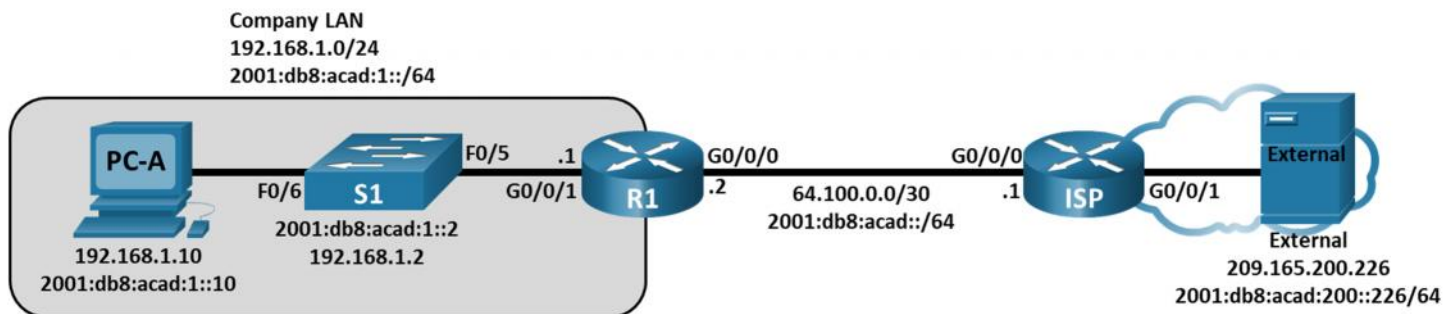 Company LAN
192.168.1.0/24
2001:db8:acad:1::/64
PC-A
F0/6
S1
F0/5
.1
G0/0/1
R1
G0/0/0
.2
64.100.0.0/30
2001:db8:acad::/64
G0/0/0
.1
ISP
G0/0/1
External
192.168.1.10
2001:db8:acad:1::10
2001:db8:acad:1::2
192.168.1.2
External
209.165.200.226
2001:db8:acad:200::226/64